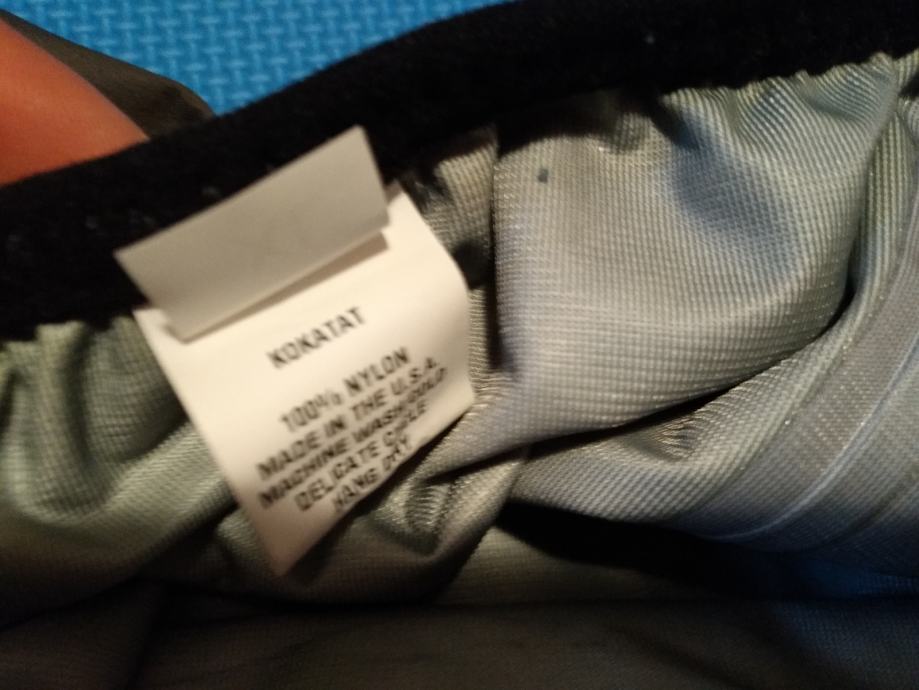 KOKATAT
100% NYLON
MADE IN THE U.S.A.
MACHINE WASH COLD
DELICATE CYCLE
HANG DRY